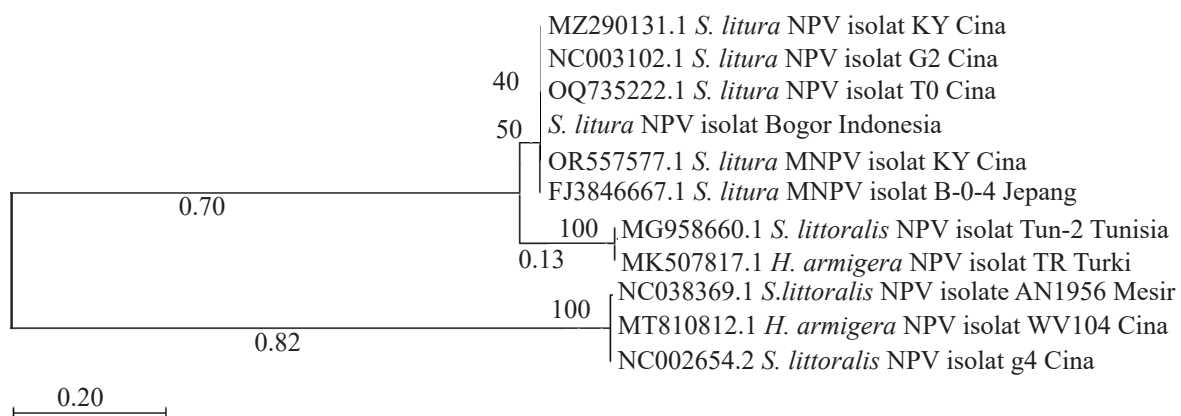 MZ290131.1 S. litura NPV isolat KY Cina
NC003102.1 S. litura NPV isolat G2 Cina
40
OQ735222.1 S. litura NPV isolat T0 Cina
50
S. litura NPV isolat Bogor Indonesia
OR557577.1 S. litura MNPV isolat KY Cina
FJ3846667.1 S. litura MNPV isolat B-0-4 Jepang
0.70
100
MG958660.1 S. littoralis NPV isolat Tun-2 Tunisia
0.13
MK507817.1 H. armigera NPV isolat TR Turki
NC038369.1 S.littoralis NPV isolate AN1956 Mesir
100
MT810812.1 H. armigera NPV isolat WV104 Cina
0.82
NC002654.2 S. littoralis NPV isolat g4 Cina
0.20